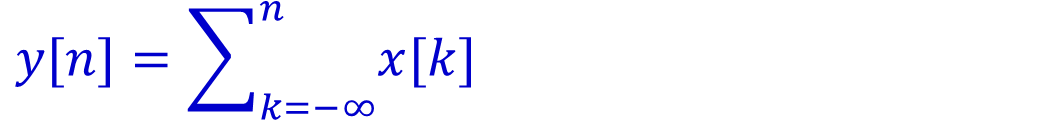 y[n] = ∑_{k=−∞}^{n} x[k]